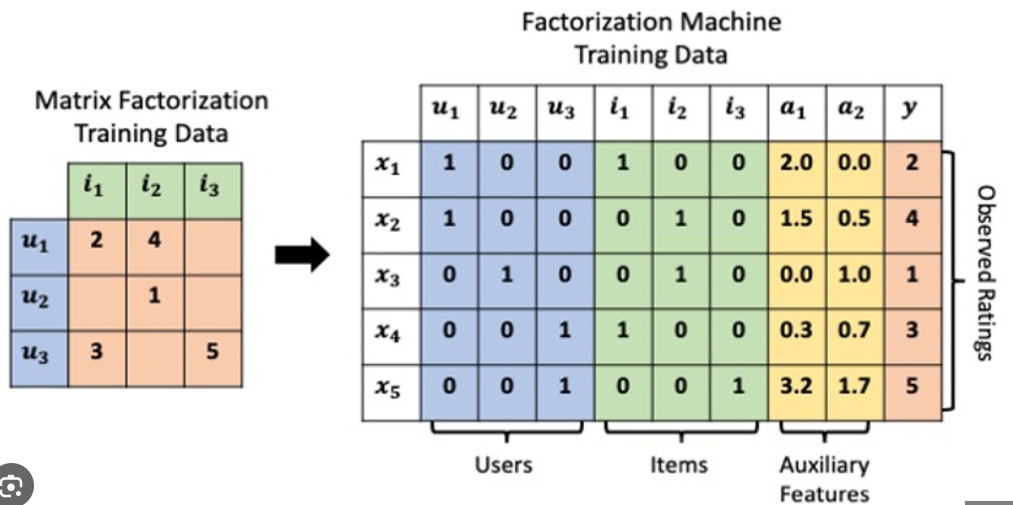 Matrix Factorization
Training Data
i₁ i₂ i₃
u₁ 2 4
u₂ 1
u₃ 3 5
Factorization Machine
Training Data
u₁ u₂ u₃ i₁ i₂ i₃ a₁ a₂ y
x₁ 1 0 0 1 0 0 2.0 0.0 2
x₂ 1 0 0 0 1 0 1.5 0.5 4
x₃ 0 1 0 0 1 0 0.0 1.0 1
x₄ 0 0 1 1 0 0 0.3 0.7 3
x₅ 0 0 1 0 0 1 3.2 1.7 5
Observed Ratings
Users
Items
Auxiliary
Features